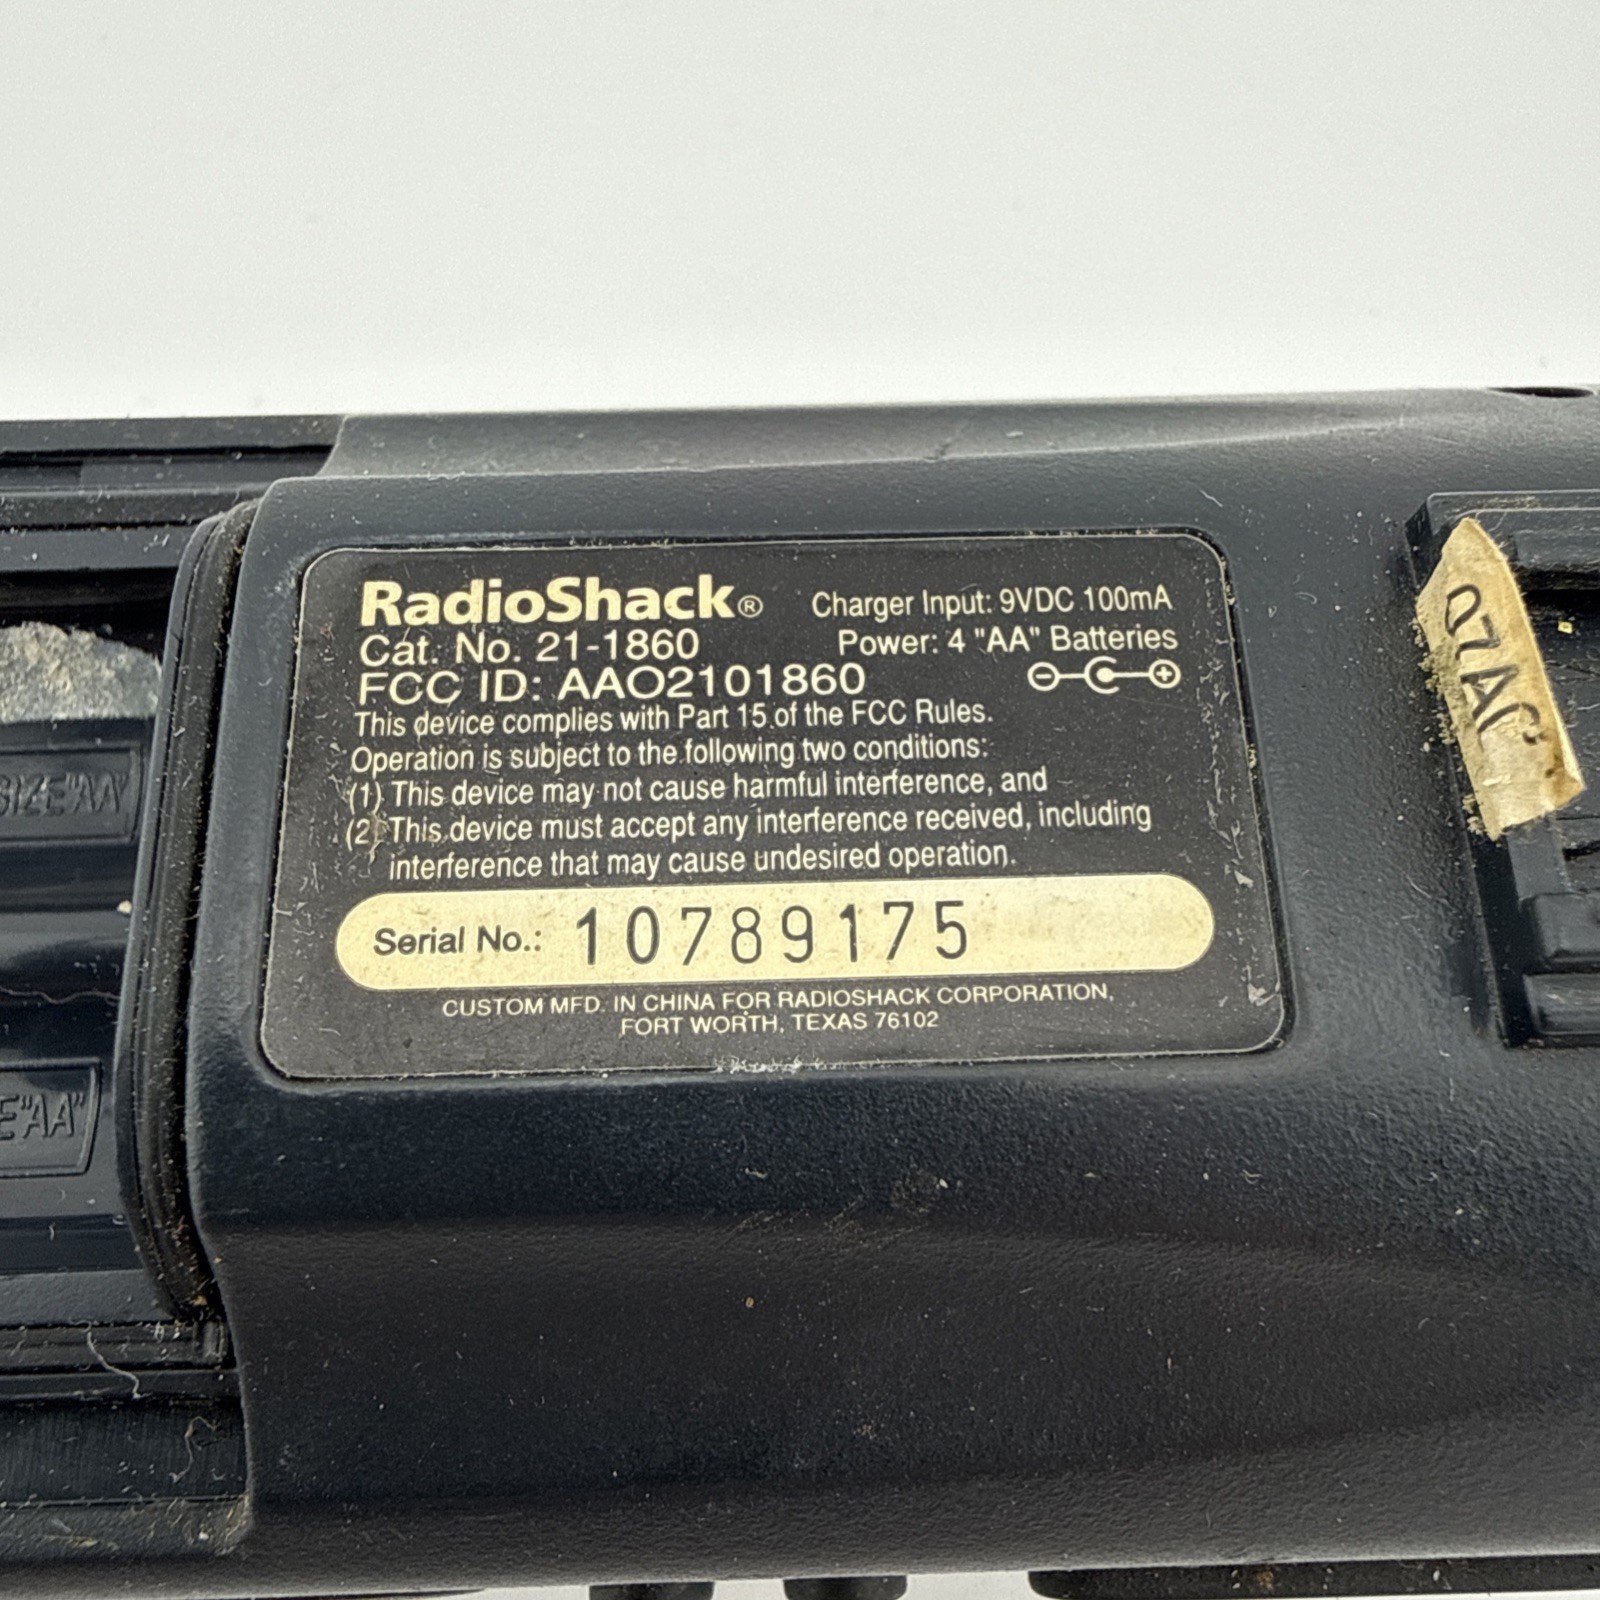 RadioShack®
Cat. No. 21-1860
FCC ID: AAO2101860
Charger Input: 9VDC 100mA
Power: 4 "AA" Batteries
This device complies with Part 15 of the FCC Rules.
Operation is subject to the following two conditions:
(1) This device may not cause harmful interference, and
(2) This device must accept any interference received, including
interference that may cause undesired operation.
Serial No.: 10789175
CUSTOM MFD. IN CHINA FOR RADIOSHACK CORPORATION,
FORT WORTH, TEXAS 76102
SIZE"AA"
"AA"